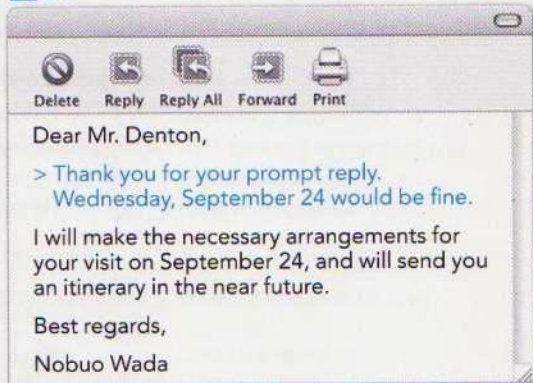 Delete Reply Reply All Forward Print
Dear Mr. Denton,
> Thank you for your prompt reply.
Wednesday, September 24 would be fine.
I will make the necessary arrangements for
your visit on September 24, and will send you
an itinerary in the near future.
Best regards,
Nobuo Wada